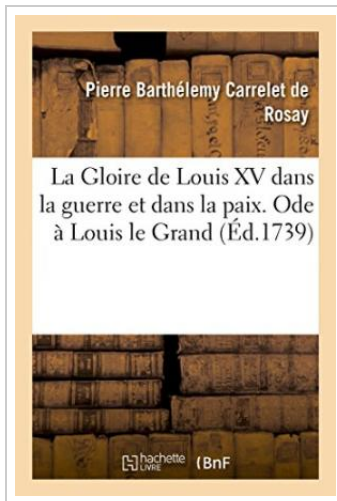 Pierre Barthélemy Carrelet de
Rosay
La Gloire de Louis XV dans
la guerre et dans la paix. Ode
à Louis le Grand (Éd.1739)
hachette
LIVRE
(BnF